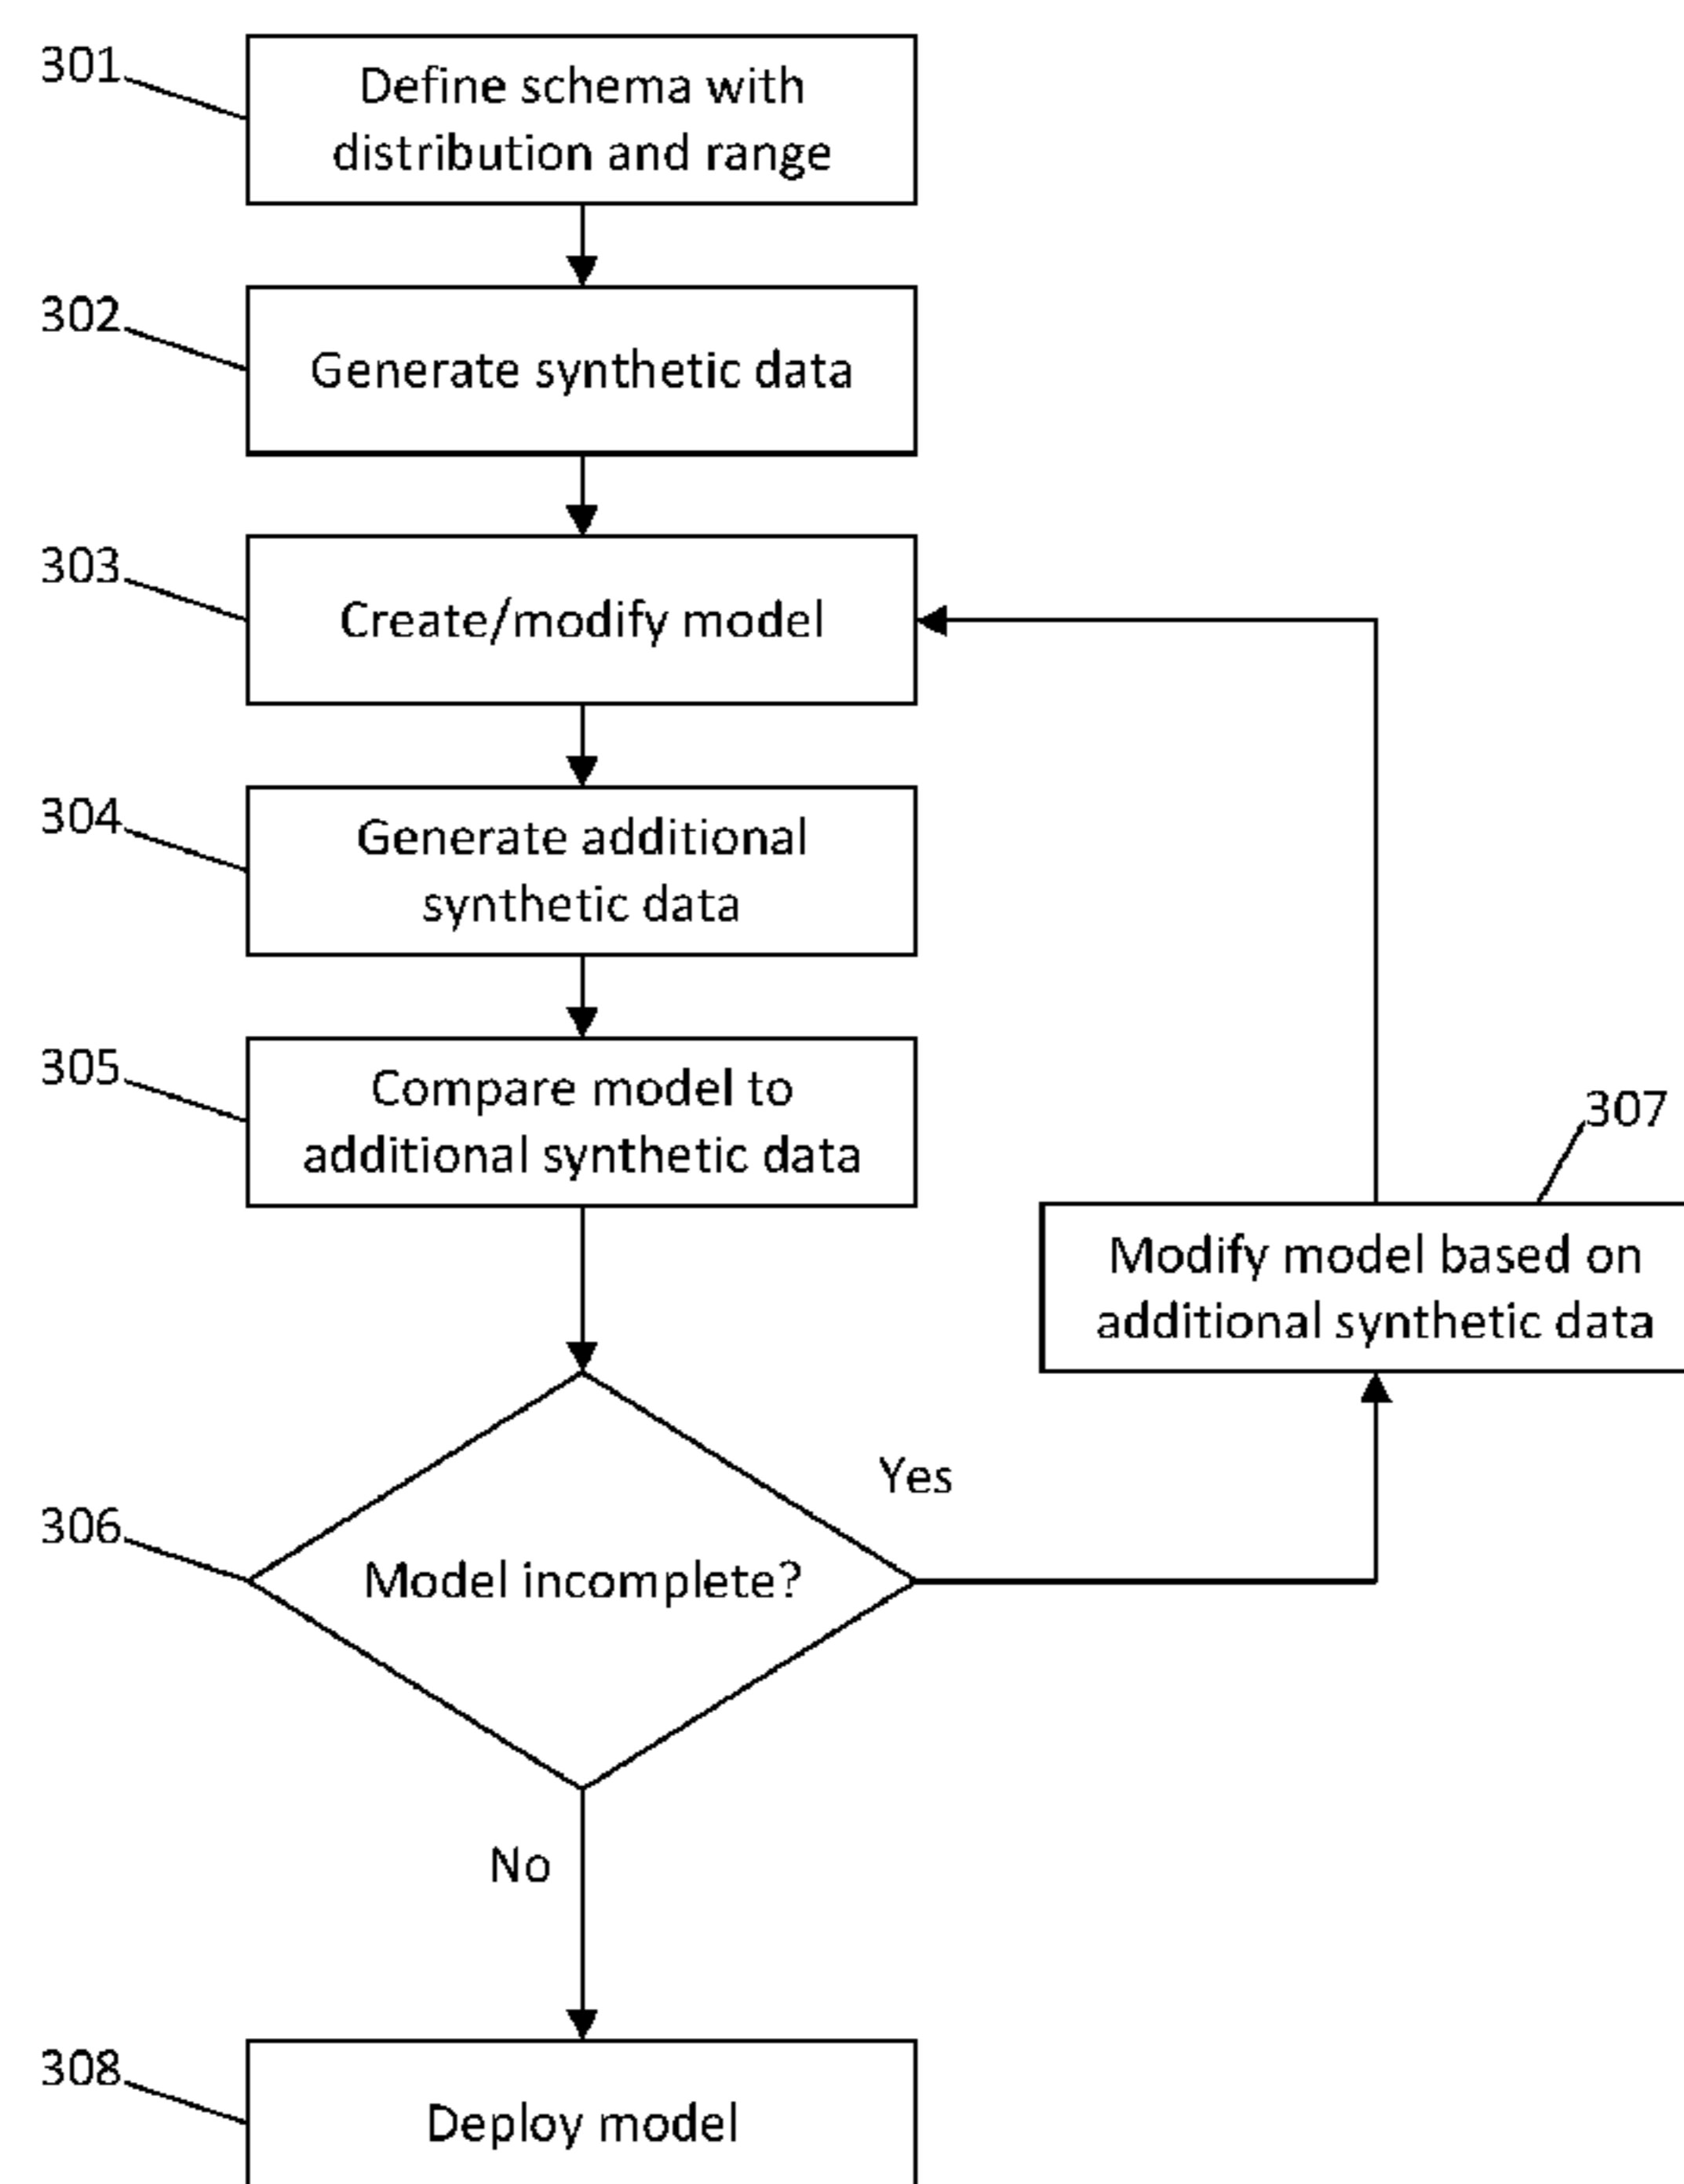 301
Define schema with
distribution and range
302
Generate synthetic data
303
Create/modify model
304
Generate additional
synthetic data
305
Compare model to
additional synthetic data
307
Modify model based on
additional synthetic data
Yes
306
Model incomplete?
No
308
Deploy model